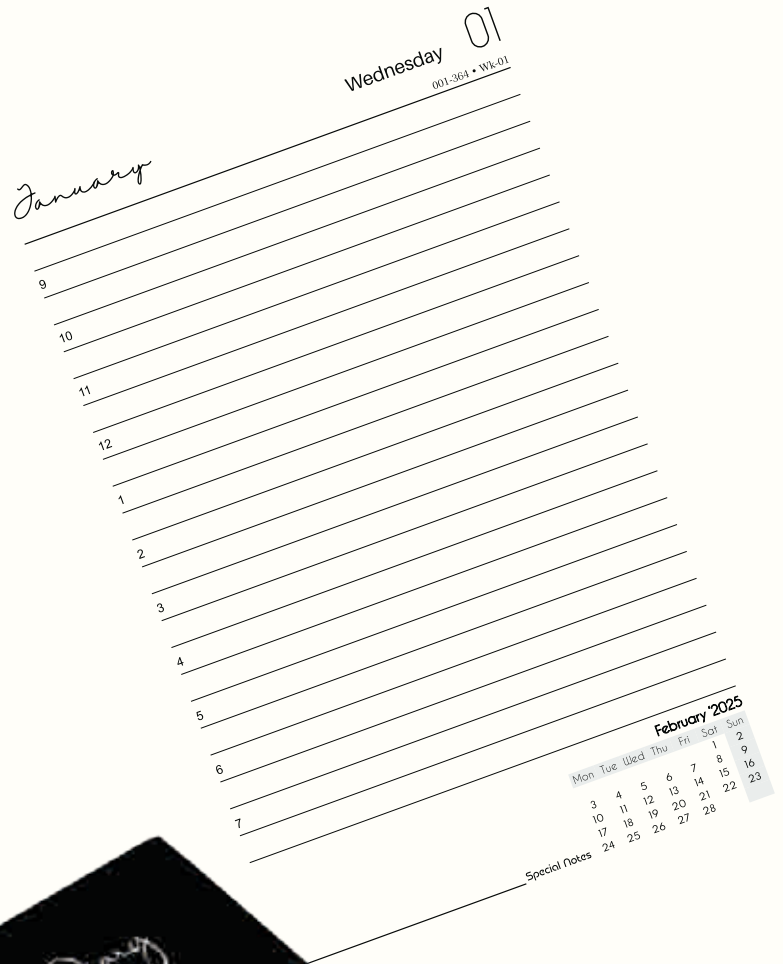 01
Wednesday
001-364 • Wk-01
January
9
10
11
12
1
2
3
4
5
6
7
February '2025
Mon Tue Wed Thu Fri Sat Sun
1 2
3 4 5 6 7 8 9
10 11 12 13 14 15 16
17 18 19 20 21 22 23
24 25 26 27 28
Special Notes